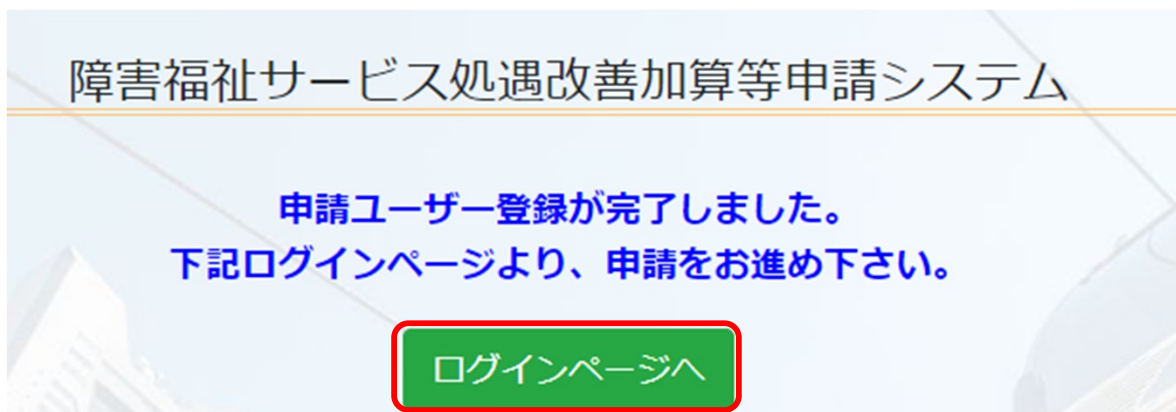 障害福祉サービス処遇改善加算等申請システム
申請ユーザー登録が完了しました。
下記ログインページより、申請をお進め下さい。
ログインページへ